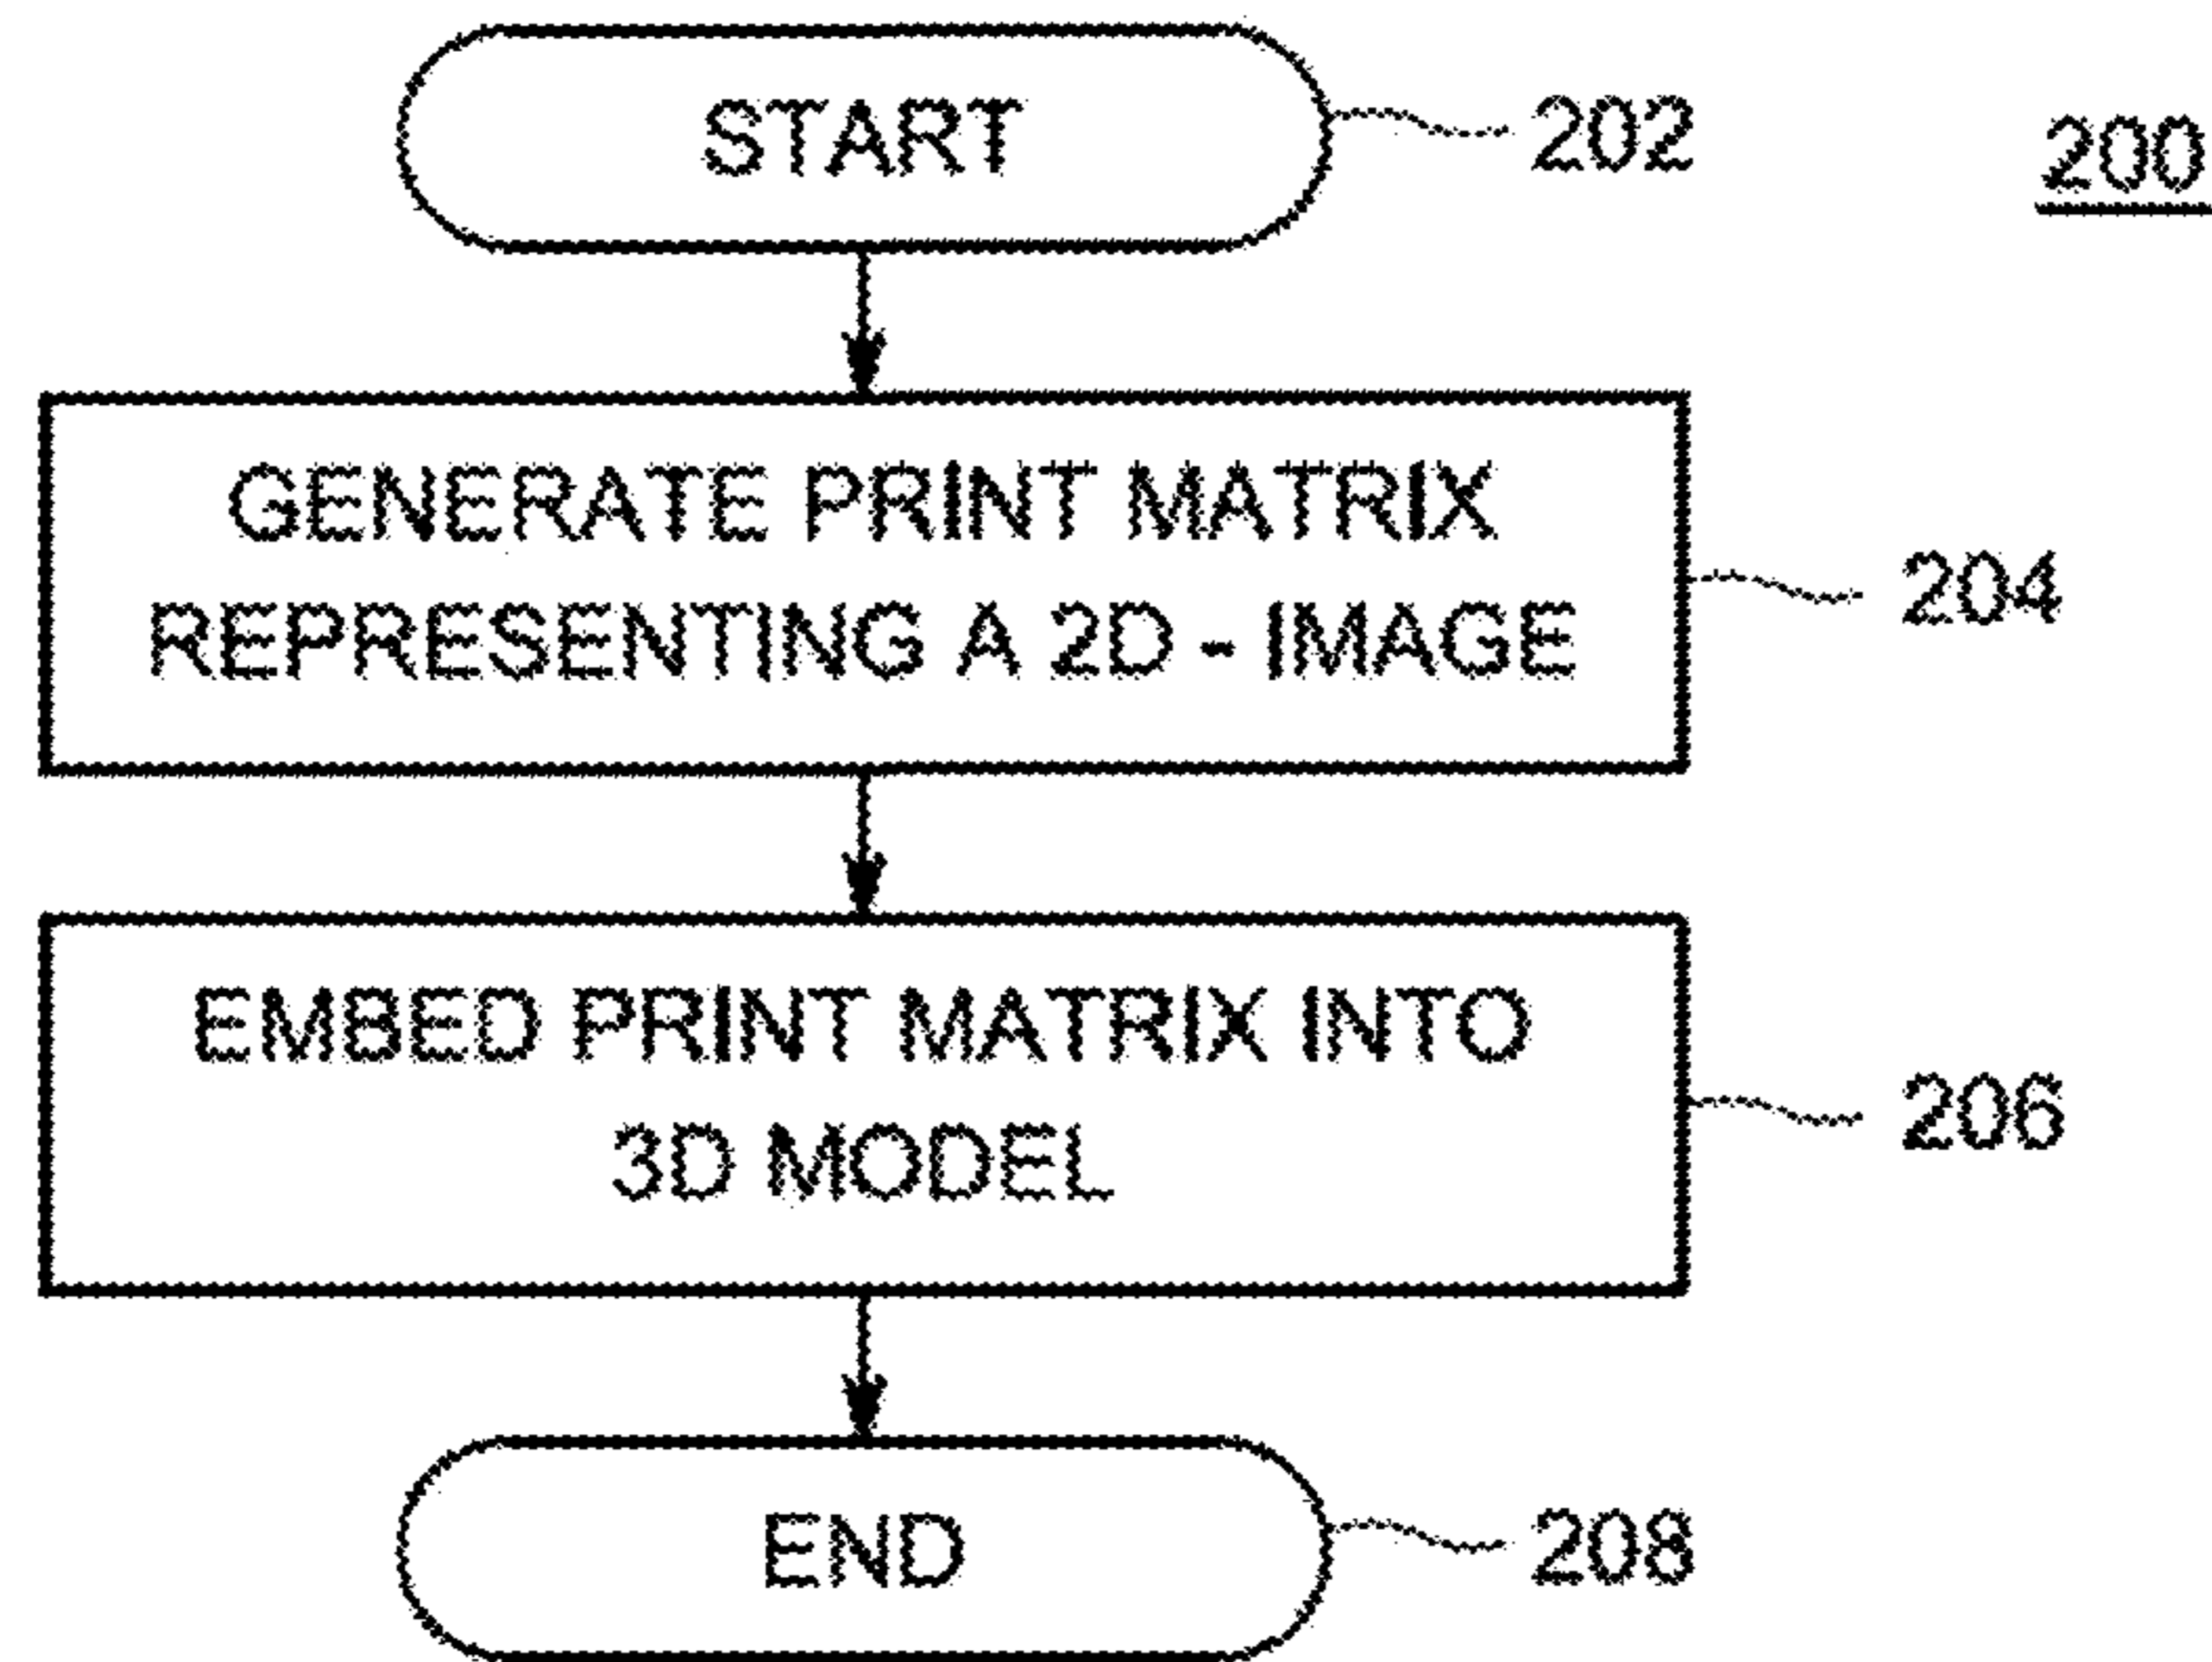 START
202
200
GENERATE PRINT MATRIX
REPRESENTING A 2D - IMAGE
204
EMBED PRINT MATRIX INTO
3D MODEL
206
END
208